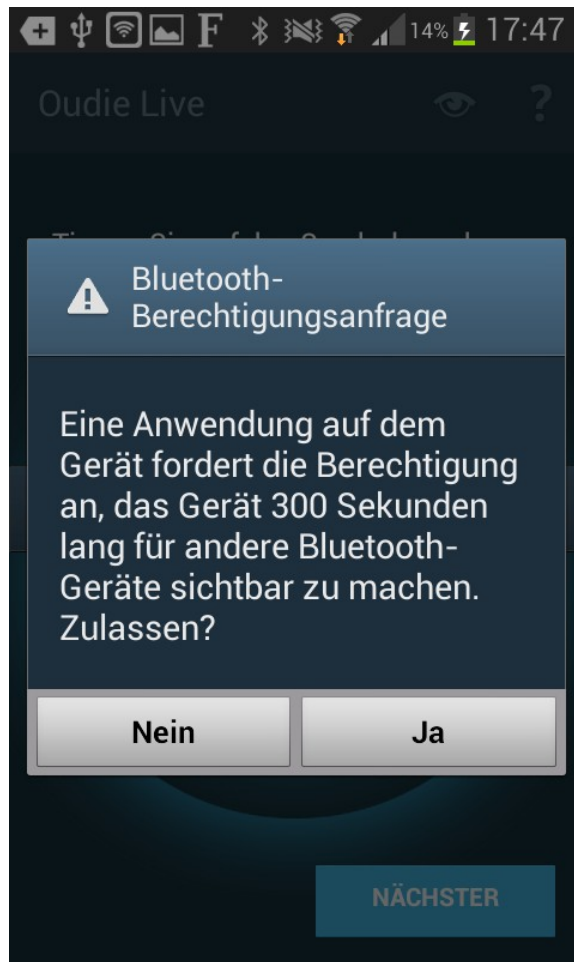 F 14% 17:47
Oudie Live ?
Bluetooth-
Berechtigungsanfrage
Eine Anwendung auf dem
Gerät fordert die Berechtigung
an, das Gerät 300 Sekunden
lang für andere Bluetooth-
Geräte sichtbar zu machen.
Zulassen?
Nein Ja
NÄCHSTER